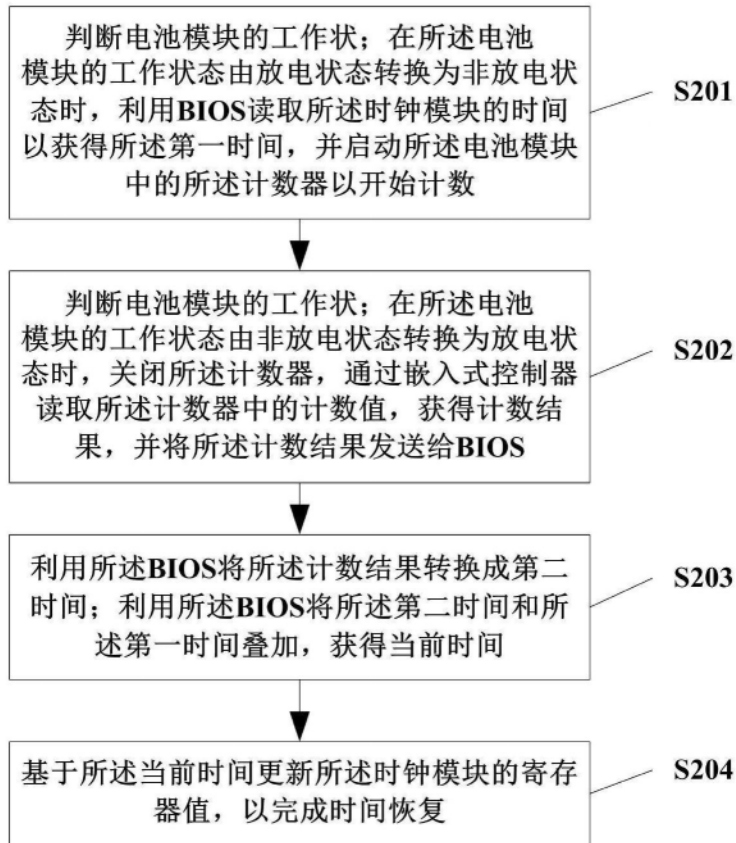 判断电池模块的工作状；在所述电池
模块的工作状态由放电状态转换为非放电状
态时，利用BIOS读取所述时钟模块的时间
以获得所述第一时间，并启动所述电池模块
中的所述计数器以开始计数
S201
判断电池模块的工作状；在所述电池
模块的工作状态由非放电状态转换为放电状
态时，关闭所述计数器，通过嵌入式控制器
读取所述计数器中的计数值，获得计数结
果，并将所述计数结果发送给BIOS
S202
利用所述BIOS将所述计数结果转换成第二
时间；利用所述BIOS将所述第二时间和所
述第一时间叠加，获得当前时间
S203
基于所述当前时间更新所述时钟模块的寄存
器值，以完成时间恢复
S204